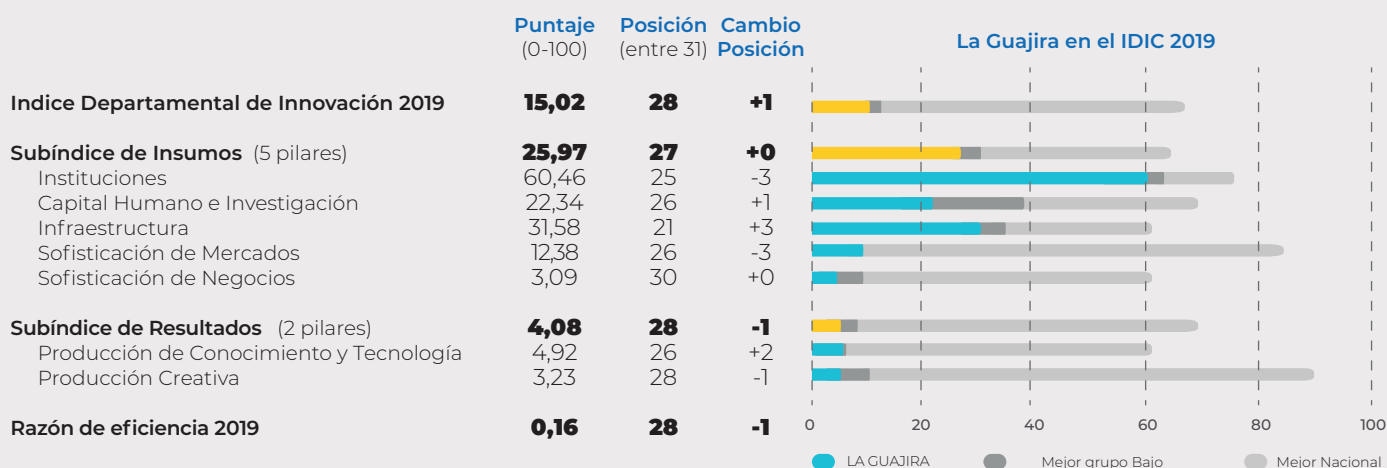 Puntaje Posición Cambio
(0-100) (entre 31) Posición
La Guajira en el IDIC 2019
Indice Departamental de Innovación 2019 15,02 28 +1
Subíndice de Insumos (5 pilares) 25,97 27 +0
Instituciones 60,46 25 -3
Capital Humano e Investigación 22,34 26 +1
Infraestructura 31,58 21 +3
Sofisticación de Mercados 12,38 26 -3
Sofisticación de Negocios 3,09 30 +0
Subíndice de Resultados (2 pilares) 4,08 28 -1
Producción de Conocimiento y Tecnología 4,92 26 +2
Producción Creativa 3,23 28 -1
Razón de eficiencia 2019 0,16 28 -1
0 20 40 60 80 100
LA GUAJIRA Mejor grupo Bajo Mejor Nacional